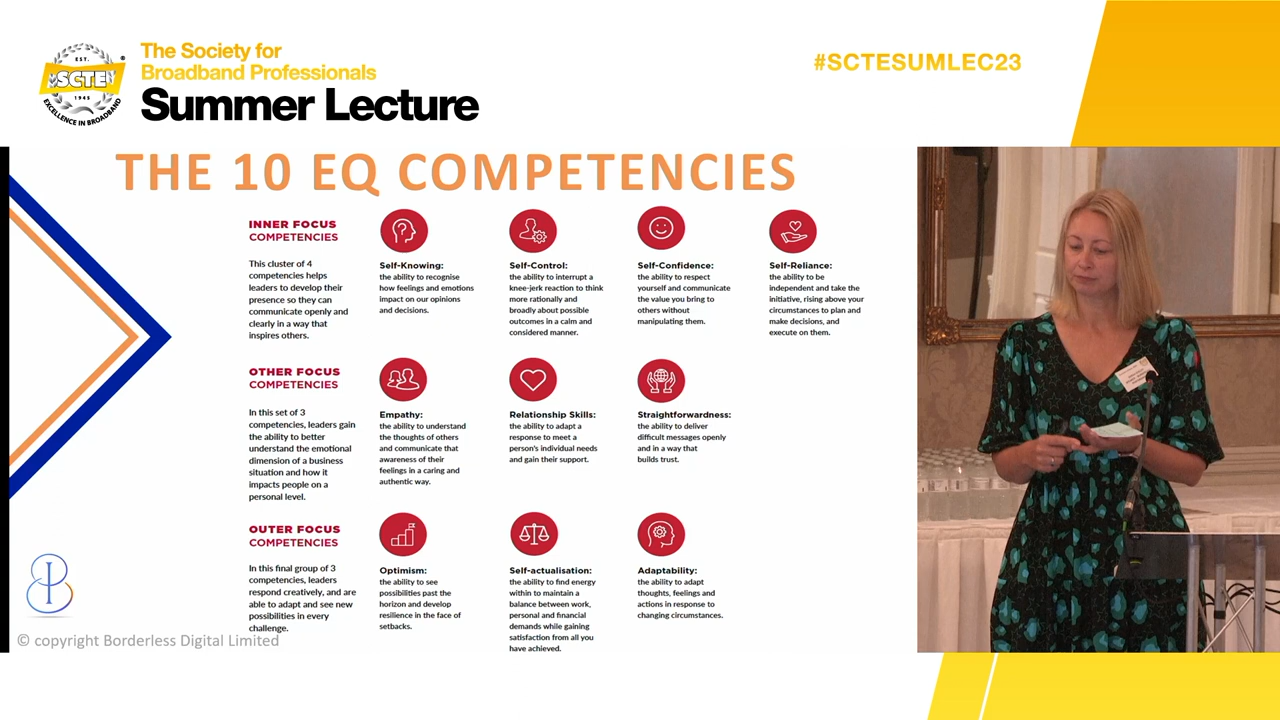 EST.
SCTE
®
1945
EXCELLENCE IN BROADBAND
The Society for
Broadband Professionals
Summer Lecture
#SCTESUMLEC23
THE 10 EQ COMPETENCIES
INNER FOCUS
COMPETENCIES
This cluster of 4
competencies helps
leaders to develop their
presence so they can
communicate openly and
clearly in a way that
inspires others.
Self-Knowing:
the ability to recognise
how feelings and emotions
impact on our opinions
and decisions.
Self-Control:
the ability to interrupt a
knee-jerk reaction to think
more rationally and
broadly about possible
outcomes in a calm and
considered manner.
Self-Confidence:
the ability to respect
yourself and communicate
the value you bring to
others without
manipulating them.
Self-Reliance:
the ability to be
independent and take the
initiative, rising above your
circumstances to plan and
make decisions, and
execute on them.
OTHER FOCUS
COMPETENCIES
In this set of 3
competencies, leaders gain
the ability to better
understand the emotional
dimension of a business
situation and how it
impacts people on a
personal level.
Empathy:
the ability to understand
the thoughts of others
and communicate that
awareness of their
feelings in a caring and
authentic way.
Relationship Skills:
the ability to adapt a
response to meet a
person's individual needs
and gain their support.
Straightforwardness:
the ability to deliver
difficult messages openly
and in a way that
builds trust.
OUTER FOCUS
COMPETENCIES
In this final group of 3
competencies, leaders
respond creatively, and are
able to adapt and see new
possibilities in every
challenge.
Optimism:
the ability to see
possibilities past the
horizon and develop
resilience in the face of
setbacks.
Self-actualisation:
the ability to find energy
within to maintain a
balance between work,
personal and financial
demands while gaining
satisfaction from all you
have achieved.
Adaptability:
the ability to adapt
thoughts, feelings and
actions in response to
changing circumstances.
© copyright Borderless Digital Limited